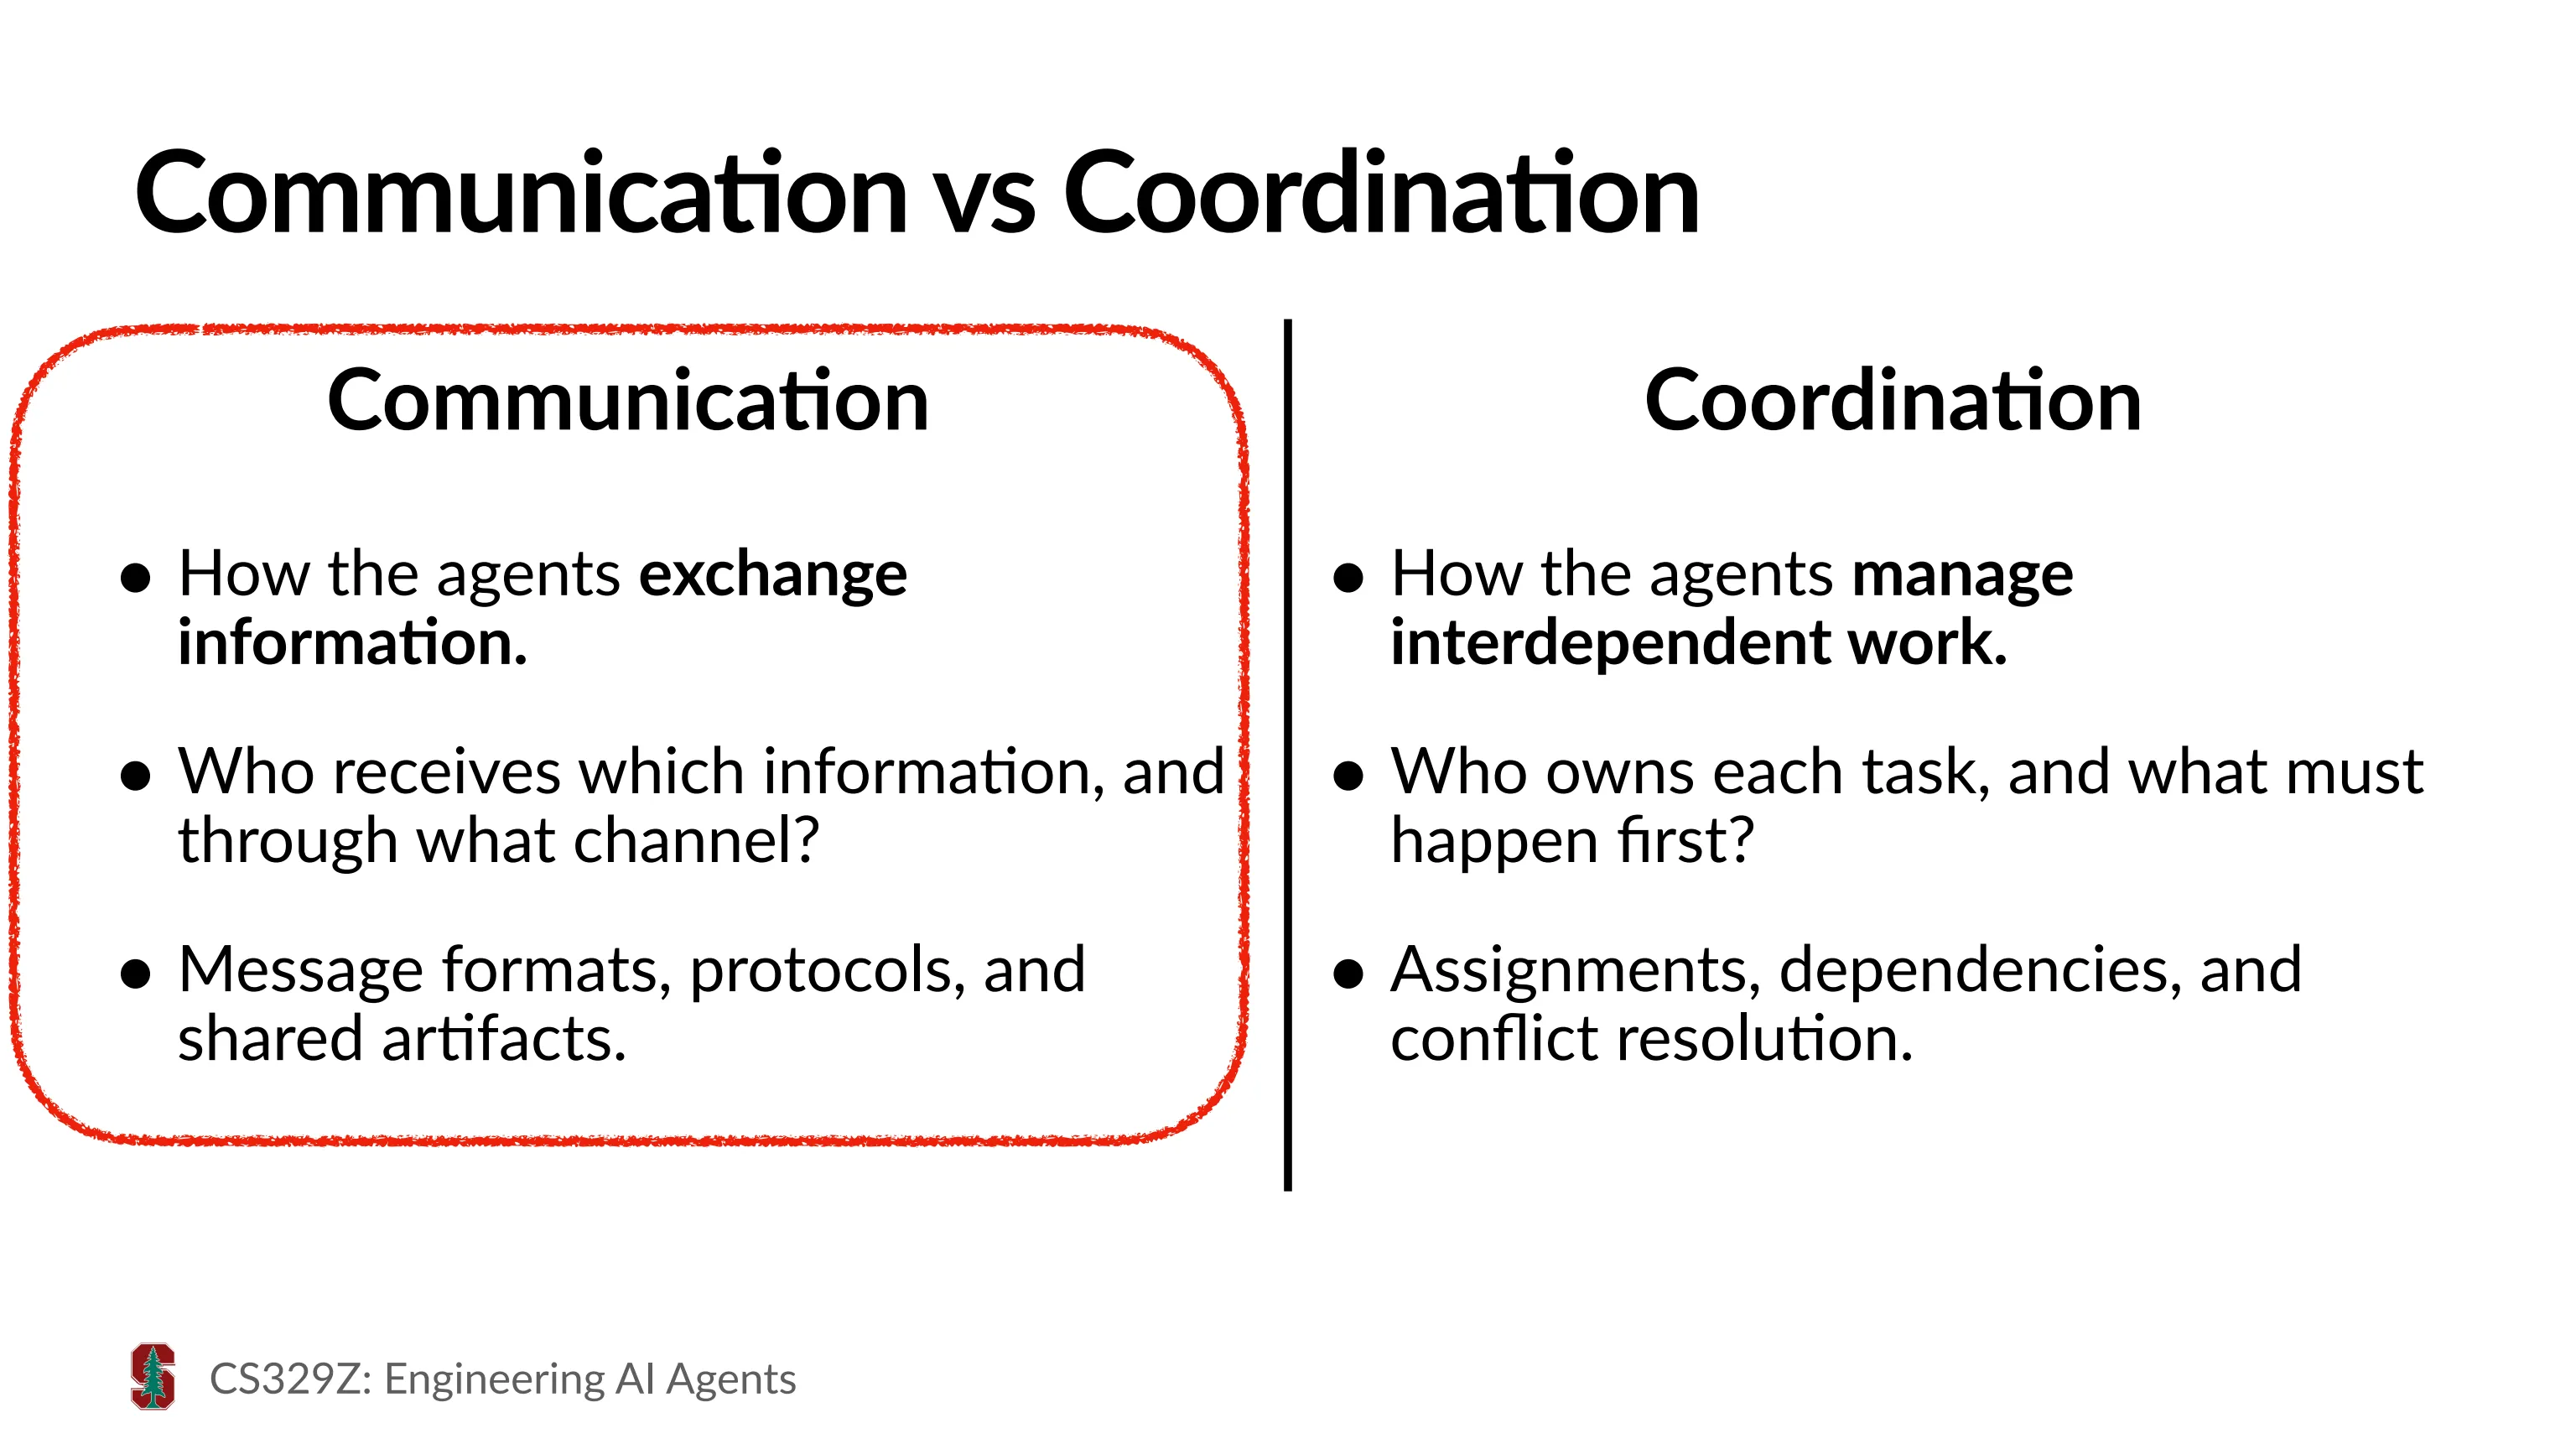 Communication vs Coordination
Communication
● How the agents exchange
information.
● Who receives which information, and
through what channel?
● Message formats, protocols, and
shared artifacts.
Coordination
● How the agents manage
interdependent work.
● Who owns each task, and what must
happen first?
● Assignments, dependencies, and
conflict resolution.
CS329Z: Engineering AI Agents